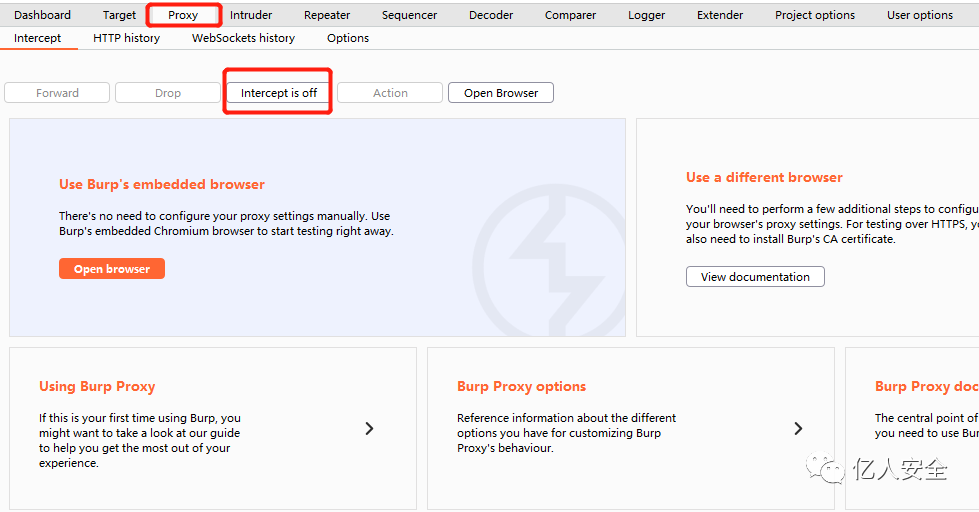 Dashboard Target Proxy Intruder Repeater Sequencer Decoder Comparer Logger Extender Project options User options
Intercept HTTP history WebSockets history Options
Forward Drop Intercept is off Action Open Browser
Use Burp's embedded browser
There's no need to configure your proxy settings manually. Use
Burp's embedded Chromium browser to start testing right away.
Open browser
Use a different browser
You'll need to perform a few additional steps to configu
your browser's proxy settings. For testing over HTTPS, yo
also need to install Burp's CA certificate.
View documentation
Using Burp Proxy
If this is your first time using Burp, you
might want to take a look at our guide
to help you get the most out of your
experience.
Burp Proxy options
Reference information about the different
options you have for customizing Burp
Proxy's behaviour.
Burp Proxy doc
The central point of
you need to use Bur
亿人安全